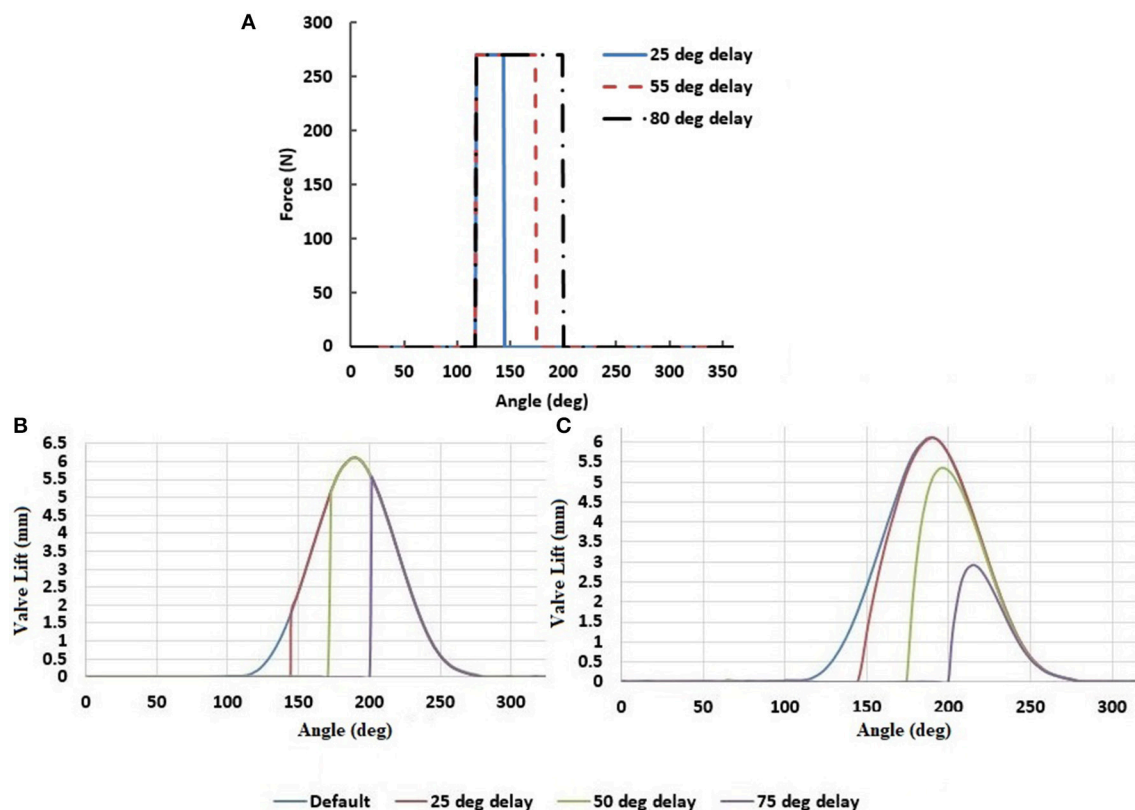 A
300
250
200
150
100
50
0
Force (N)
25 deg delay
55 deg delay
80 deg delay
0 50 100 150 200 250 300 350
Angle (deg)
B
6.5
6
5.5
5
4.5
4
3.5
3
2.5
2
1.5
1
0.5
0
Valve Lift (mm)
0 50 100 150 200 250 300
Angle (deg)
C
6
5.5
5
4.5
4
3.5
3
2.5
2
1.5
1
0.5
0
Valve Lift (mm)
0 50 100 150 200 250 300
Angle (deg)
Default 25 deg delay 50 deg delay 75 deg delay